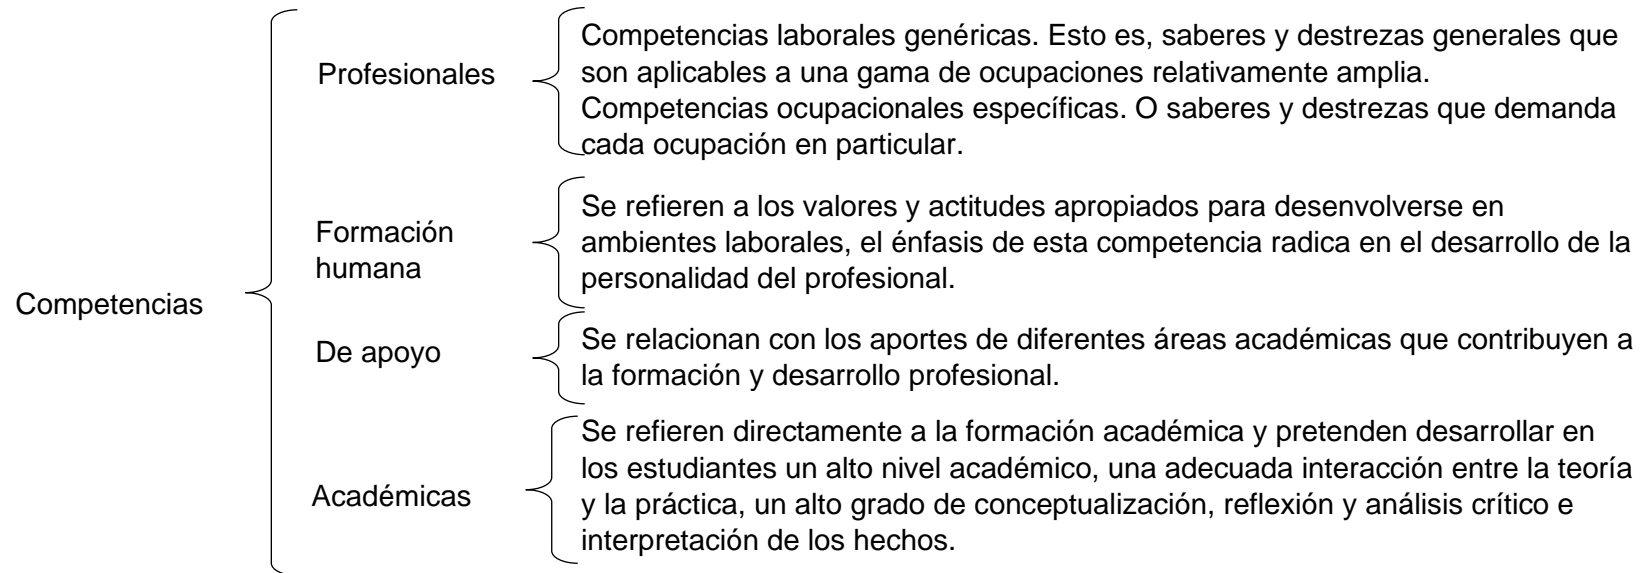 Competencias
Profesionales
Competencias laborales genéricas. Esto es, saberes y destrezas generales que
son aplicables a una gama de ocupaciones relativamente amplia.
Competencias ocupacionales específicas. O saberes y destrezas que demanda
cada ocupación en particular.
Formación
humana
Se refieren a los valores y actitudes apropiados para desenvolverse en
ambientes laborales, el énfasis de esta competencia radica en el desarrollo de la
personalidad del profesional.
De apoyo
Se relacionan con los aportes de diferentes áreas académicas que contribuyen a
la formación y desarrollo profesional.
Académicas
Se refieren directamente a la formación académica y pretenden desarrollar en
los estudiantes un alto nivel académico, una adecuada interacción entre la teoría
y la práctica, un alto grado de conceptualización, reflexión y análisis crítico e
interpretación de los hechos.